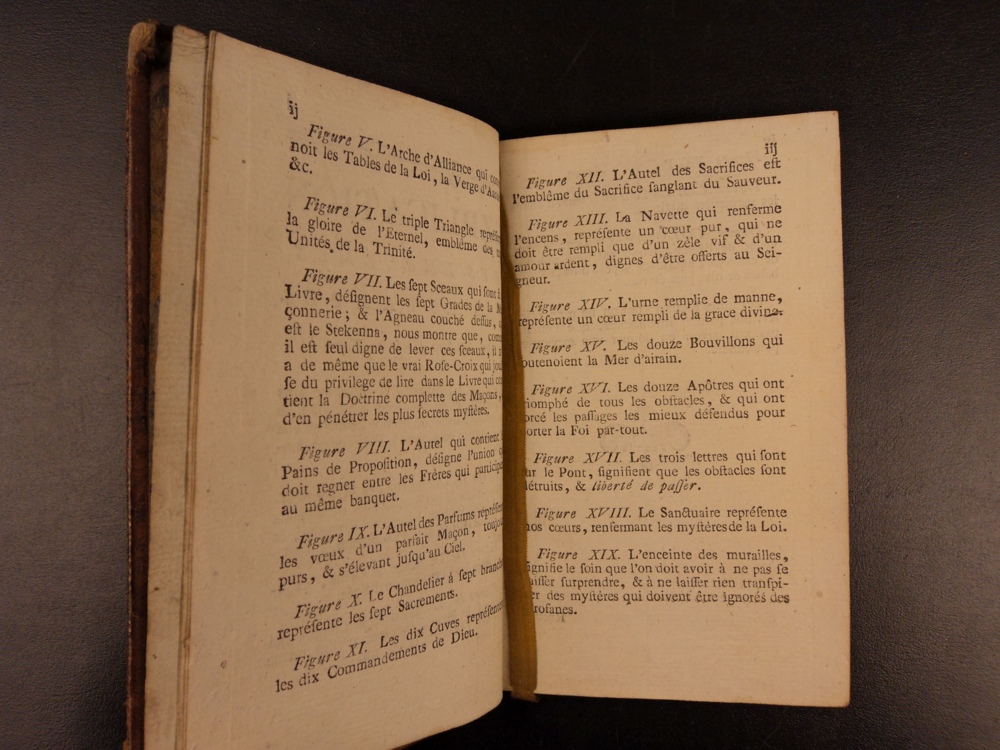 ij
Figure V. L'Arche d'Alliance qui
noit les Tables de la Loi, la Verge
&c.
Figure VI. Le triple Triangle
la gloire de l'Eternel, emblême des
Unités de la Trinité.
Figure VII. Les ſept Sceaux qui
Livre, déſignent les ſept Grades de la
çonnerie; & l'Agneau couché deſſus,
eſt le Stekenna, nous montre que,
il eſt ſeul digne de lever ces ſceaux, il
a de même que le vrai Roſe-Croix qui
ſe du privilege de lire dans le Livre qui
tient la Doctrine complette des Maçons,
d'en pénétrer les plus ſecrets myſtères.
Figure VIII. L'Autel qui contient
Pains de Propoſition, déſigne l'union
doit regner entre les Frères qui
au même banquet.
Figure IX. L'Autel des Parfums
les vœux d'un parfait Maçon,
purs, & s'élevant juſqu'au Ciel.
Figure X. Le Chandelier à ſept
repréſente les ſept Sacrements.
Figure XI. Les dix Cuves
les dix Commandements de Dieu.
iij
Figure XII. L'Autel des Sacrifices eſt
l'emblême du Sacrifice ſanglant du Sauveur.
Figure XIII. La Navette qui renferme
l'encens, repréſente un cœur pur, qui ne
doit être rempli que d'un zèle vif & d'un
amour ardent, dignes d'être offerts au Sei-
gneur.
Figure XIV. L'urne remplie de manne,
repréſente un cœur rempli de la grace divine.
Figure XV. Les douze Bouvillons qui
ſoutenoient la Mer d'airain.
Figure XVI. Les douze Apôtres qui ont
triomphé de tous les obſtacles, & qui ont
forcé les paſſages les mieux défendus pour
porter la Foi par-tout.
Figure XVII. Les trois lettres qui ſont
ſur le Pont, ſignifient que les obſtacles ſont
détruits, & liberté de paſſer.
Figure XVIII. Le Sanctuaire repréſente
nos cœurs, renfermant les myſtères de la Loi.
Figure XIX. L'enceinte des murailles,
ſignifie le ſoin que l'on doit avoir à ne pas ſe
laiſſer ſurprendre, & à ne laiſſer rien tranſpi-
rer des myſtères qui doivent être ignorés des
Profanes.